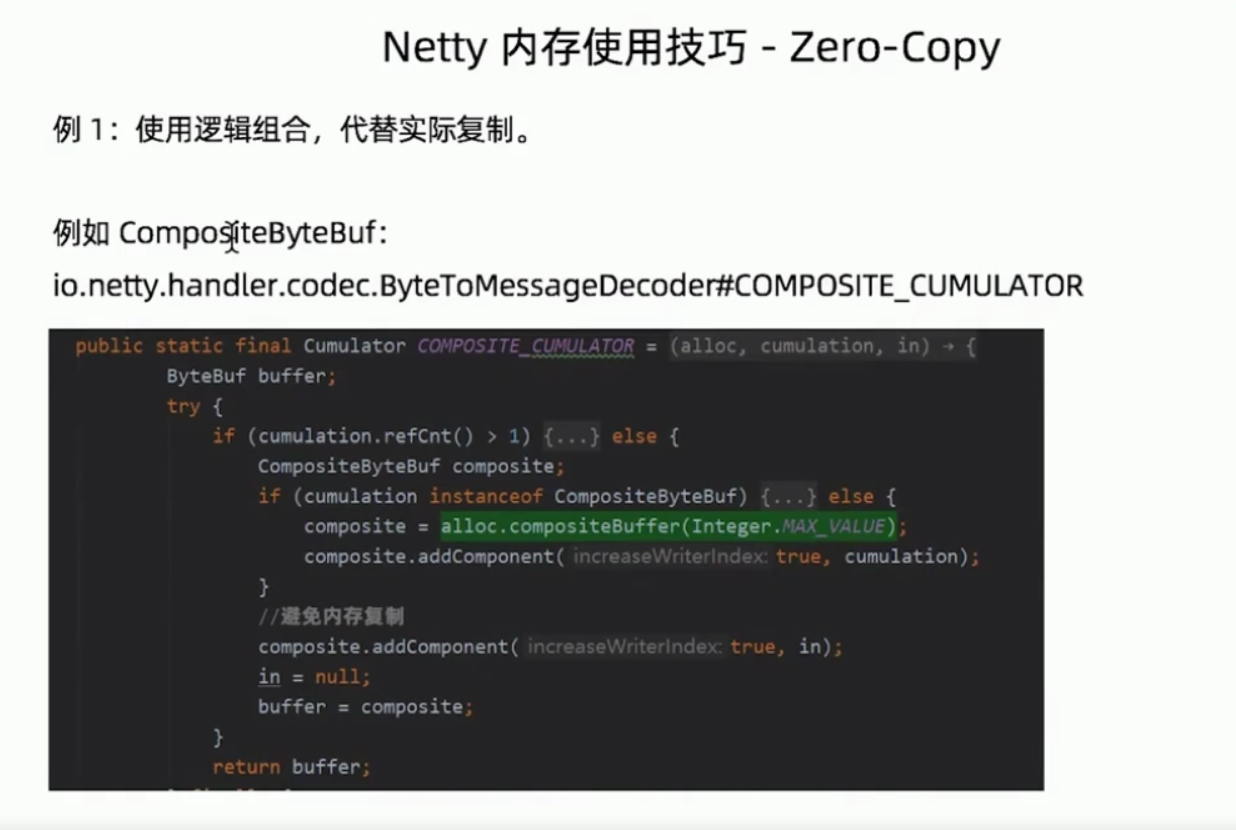 Netty 内存使用技巧 - Zero-Copy
例 1：使用逻辑组合，代替实际复制。
例如 CompositeByteBuf：
io.netty.handler.codec.ByteToMessageDecoder#COMPOSITE_CUMULATOR
public static final Cumulator COMPOSITE_CUMULATOR = (alloc, cumulation, in) → {
ByteBuf buffer;
try {
if (cumulation.refCnt() > 1) {...} else {
CompositeByteBuf composite;
if (cumulation instanceof CompositeByteBuf) {...} else {
composite = alloc.compositeBuffer(Integer.MAX_VALUE);
composite.addComponent( increaseWriterIndex: true, cumulation);
}
//避免内存复制
composite.addComponent( increaseWriterIndex: true, in);
in = null;
buffer = composite;
}
return buffer;